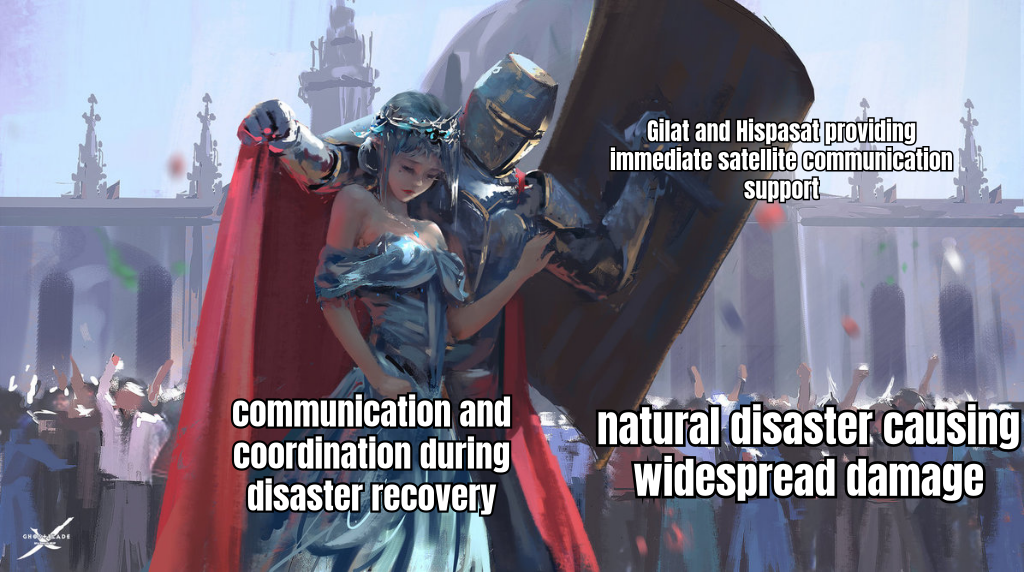 Gilat and Hispasat providing
immediate satellite communication
support
communication and
coordination during
disaster recovery
natural disaster causing
widespread damage
GHOSTBLADE